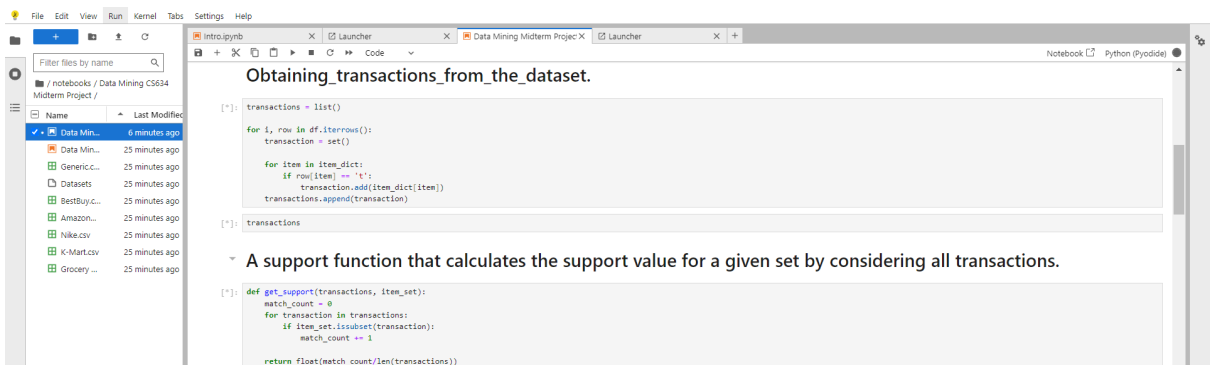 File Edit View Run Kernel Tabs Settings Help
Filter files by name
/ notebooks / Data Mining CS634
Midterm Project /
Name Last Modified
Data Min... 6 minutes ago
Data Min... 25 minutes ago
Generic.c... 25 minutes ago
Datasets 25 minutes ago
BestBuy.c... 25 minutes ago
Amazon... 25 minutes ago
Nike.csv 25 minutes ago
K-Mart.csv 25 minutes ago
Grocery ... 25 minutes ago
Intro.ipynb Launcher Data Mining Midterm Projec Launcher
Code Notebook Python (Pyodide)
Obtaining_transactions_from_the_dataset.
[*]: transactions = list()
for i, row in df.iterrows():
transaction = set()
for item in item_dict:
if row[item] == 't':
transaction.add(item_dict[item])
transactions.append(transaction)
[*]: transactions
A support function that calculates the support value for a given set by considering all transactions.
[*]: def get_support(transactions, item_set):
match_count = 0
for transaction in transactions:
if item_set.issubset(transaction):
match_count += 1
return float(match_count/len(transactions))